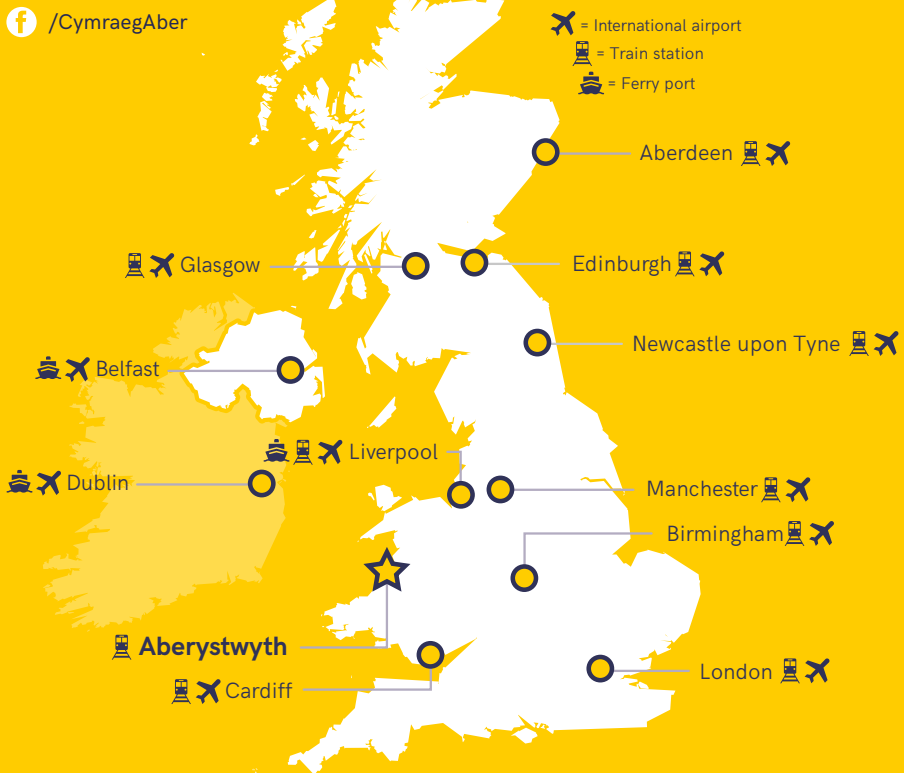 /CymraegAber
= International airport
= Train station
= Ferry port
Aberdeen
Glasgow
Edinburgh
Newcastle upon Tyne
Belfast
Liverpool
Dublin
Manchester
Birmingham
Aberystwyth
London
Cardiff